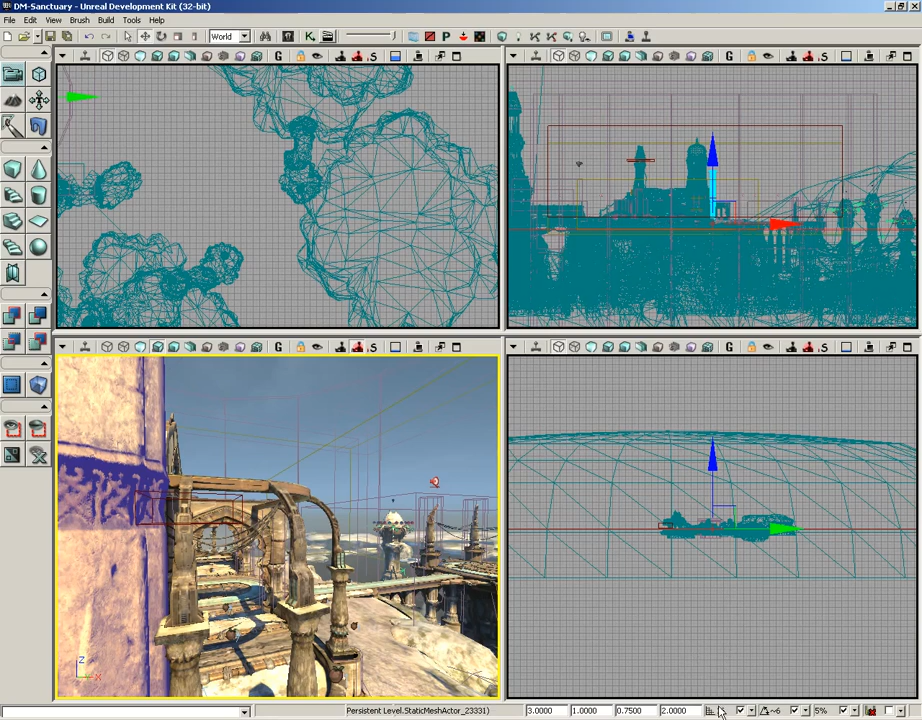 DM-Sanctuary - Unreal Development Kit (32-bit)
File Edit View Brush Build Tools Help
World
K P
G S
G S
G S
G S
Z
X
Persistent Level.StaticMeshActor_23331) 3.0000 1.0000 0.7500 2.0000 ~6 5%